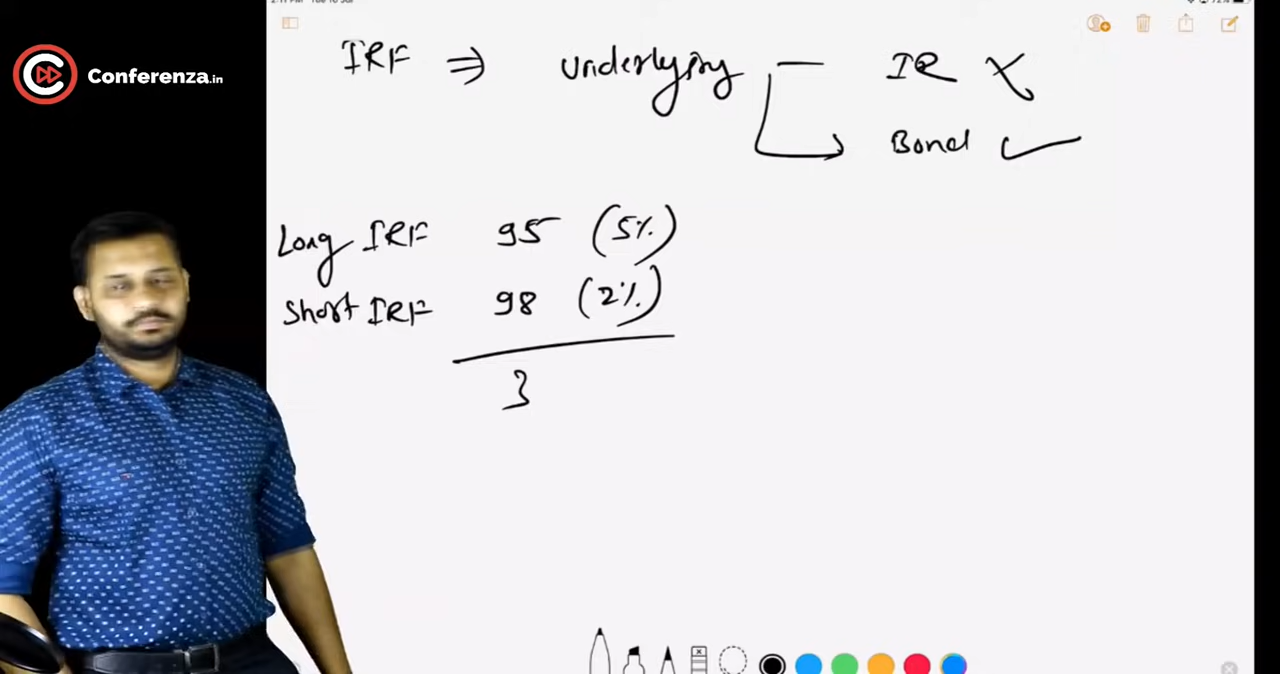 Conferenza.in
IRF ⇒ Underlying — IR X
Bond ✓
Long IRF 95 (5%)
Short IRF 98 (2%)
3